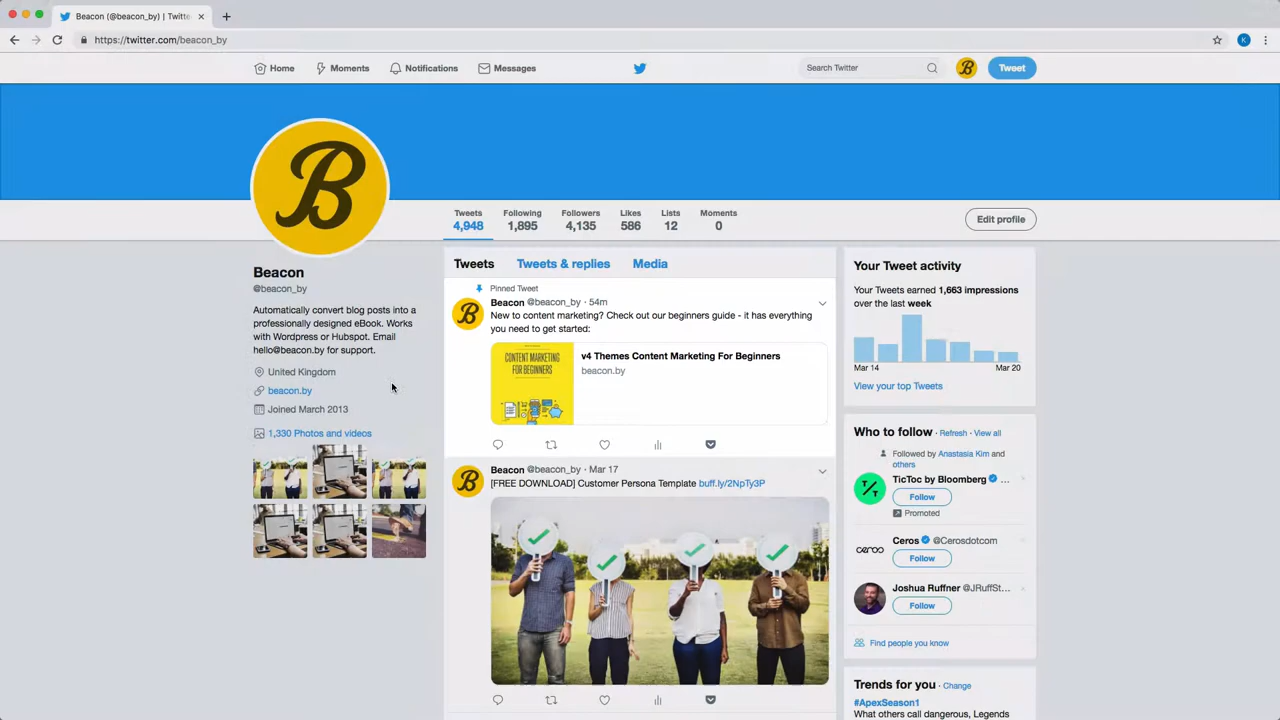 Beacon (@beacon_by) | Twitte
https://twitter.com/beacon_by
K
Home
Moments
Notifications
Messages
Search Twitter
B
Tweet
B
Tweets
4,948
Following
1,895
Followers
4,135
Likes
586
Lists
12
Moments
0
Edit profile
Beacon
@beacon_by
Automatically convert blog posts into a
professionally designed eBook. Works
with Wordpress or Hubspot. Email
hello@beacon.by for support.
United Kingdom
beacon.by
Joined March 2013
1,330 Photos and videos
Tweets
Tweets & replies
Media
Pinned Tweet
B
Beacon @beacon_by · 54m
New to content marketing? Check out our beginners guide - it has everything
you need to get started:
CONTENT MARKETING
FOR BEGINNERS
v4 Themes Content Marketing For Beginners
beacon.by
B
Beacon @beacon_by · Mar 17
[FREE DOWNLOAD] Customer Persona Template buff.ly/2NpTy3P
Your Tweet activity
Your Tweets earned 1,663 impressions
over the last week
Mar 14
Mar 20
View your top Tweets
Who to follow · Refresh · View all
Followed by Anastasia Kim and
others
TicToc by Bloomberg ...
T/T
Follow
Promoted
Ceros @Cerosdotcom
ceros
Follow
Joshua Ruffner @JRuffSt...
Follow
Find people you know
Trends for you · Change
#ApexSeason1
What others call dangerous, Legends